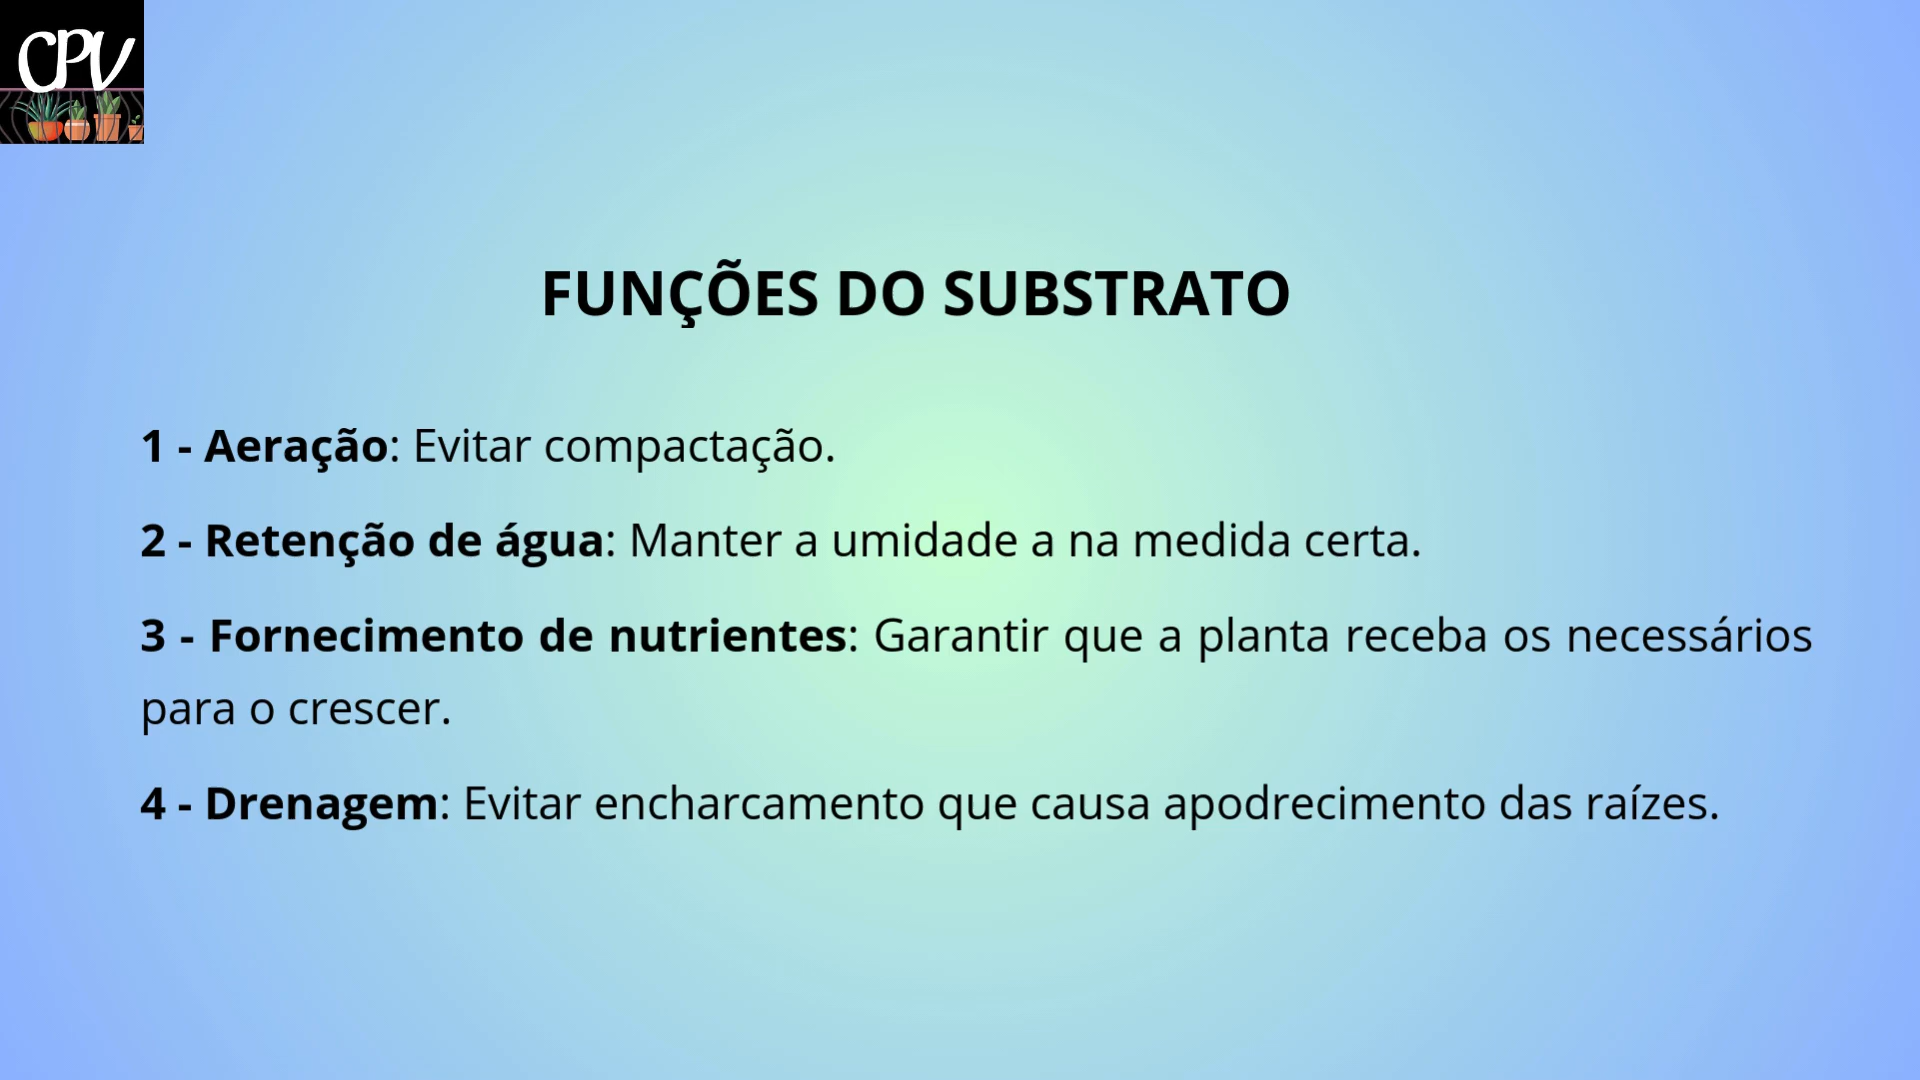 CPV
FUNÇÕES DO SUBSTRATO
1 - Aeração: Evitar compactação.
2 - Retenção de água: Manter a umidade a na medida certa.
3 - Fornecimento de nutrientes: Garantir que a planta receba os necessários
para o crescer.
4 - Drenagem: Evitar encharcamento que causa apodrecimento das raízes.